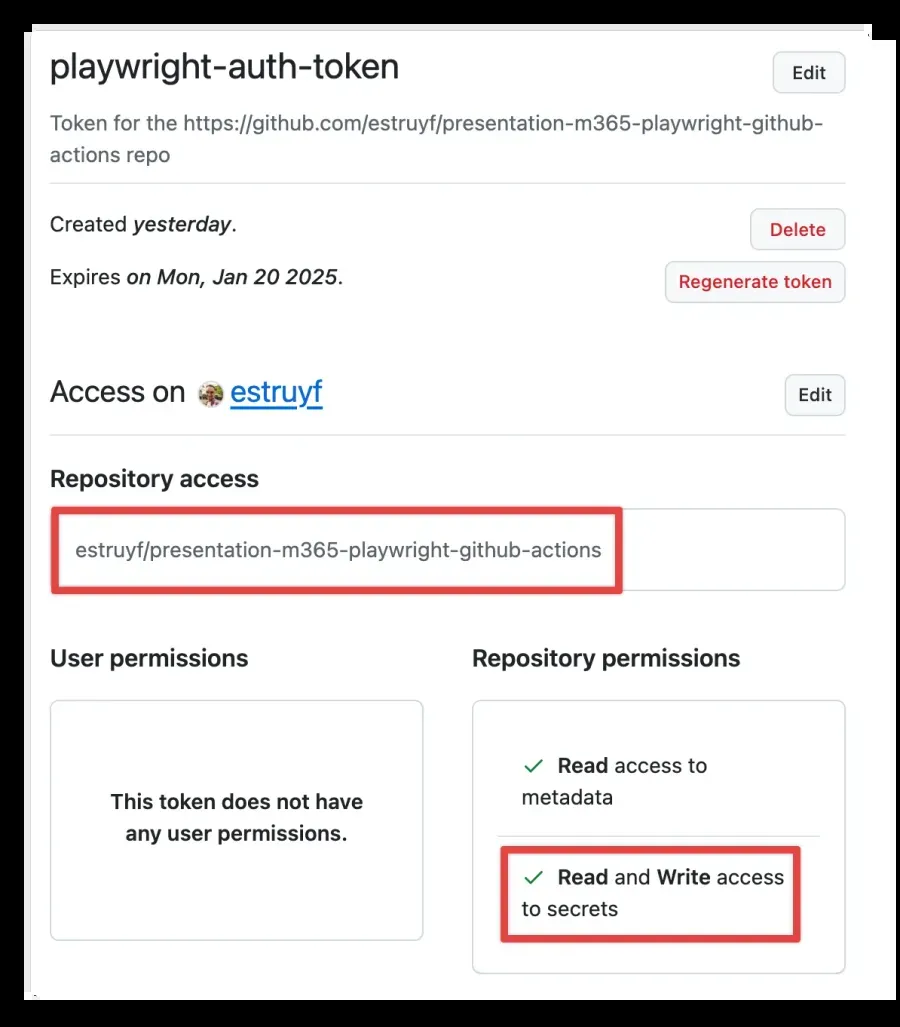 playwright-auth-token
Edit
Token for the https://github.com/estruyf/presentation-m365-playwright-github-
actions repo
Created yesterday.
Delete
Expires on Mon, Jan 20 2025.
Regenerate token
Access on estruyf
Edit
Repository access
estruyf/presentation-m365-playwright-github-actions
User permissions
This token does not have
any user permissions.
Repository permissions
✓ Read access to
metadata
✓ Read and Write access
to secrets